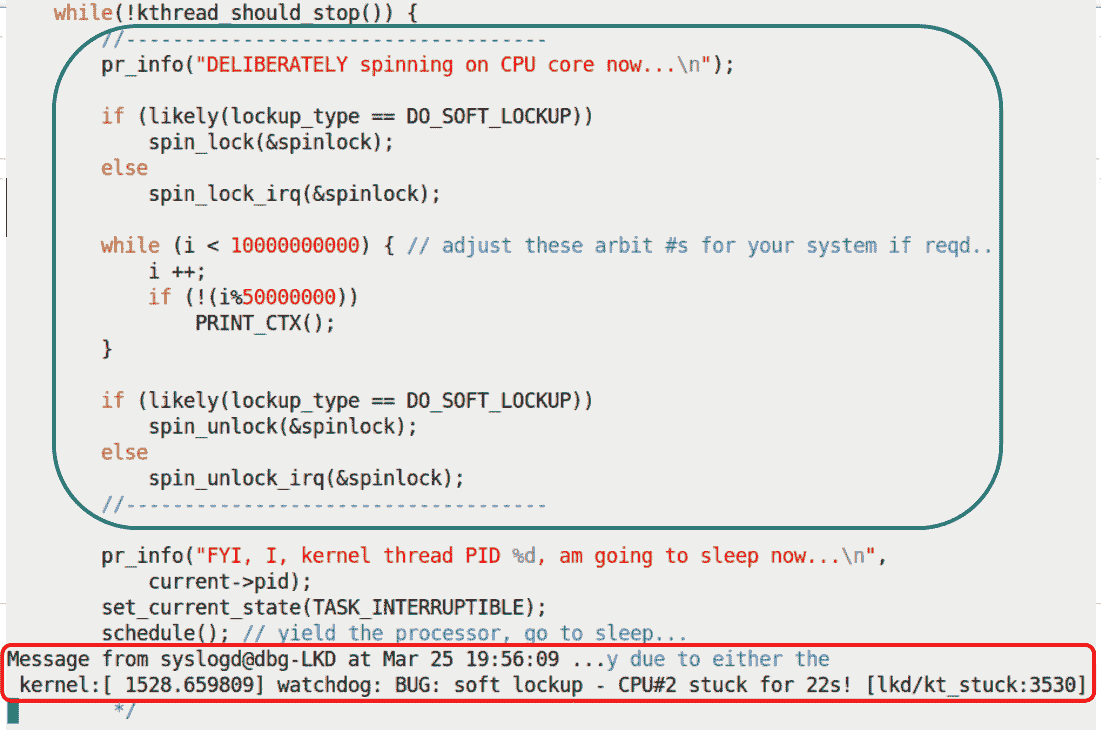 while(!kthread_should_stop()) {
//-----------------------------------
pr_info("DELIBERATELY spinning on CPU core now...\n");
if (likely(lockup_type == DO_SOFT_LOCKUP))
spin_lock(&spinlock);
else
spin_lock_irq(&spinlock);
while (i < 10000000000) { // adjust these arbit #s for your system if reqd..
i ++;
if (!(i%50000000))
PRINT_CTX();
}
if (likely(lockup_type == DO_SOFT_LOCKUP))
spin_unlock(&spinlock);
else
spin_unlock_irq(&spinlock);
//-----------------------------------
pr_info("FYI, I, kernel thread PID %d, am going to sleep now...\n",
current->pid);
set_current_state(TASK_INTERRUPTIBLE);
schedule(); // yield the processor, go to sleep...
Message from syslogd@dbg-LKD at Mar 25 19:56:09 ...y due to either the
kernel:[ 1528.659809] watchdog: BUG: soft lockup - CPU#2 stuck for 22s! [lkd/kt_stuck:3530]
*/